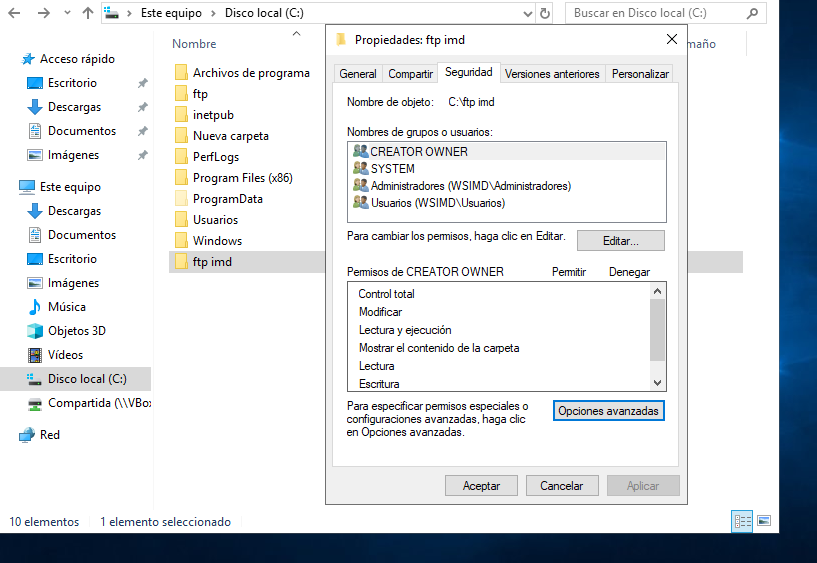 Este equipo > Disco local (C:)
Buscar en Disco local (C:)
Nombre
Acceso rápido
Escritorio
Descargas
Documentos
Imágenes
Este equipo
Descargas
Documentos
Escritorio
Imágenes
Música
Objetos 3D
Vídeos
Disco local (C:)
Compartida (\\VBo
Red
Archivos de programa
ftp
inetpub
Nueva carpeta
PerfLogs
Program Files (x86)
ProgramData
Usuarios
Windows
ftp imd
maño
Propiedades: ftp imd
General
Compartir
Seguridad
Versiones anteriores
Personalizar
Nombre de objeto: C:\ftp imd
Nombres de grupos o usuarios:
CREATOR OWNER
SYSTEM
Administradores (WSIMD\Administradores)
Usuarios (WSIMD\Usuarios)
Para cambiar los permisos, haga clic en Editar.
Editar...
Permisos de CREATOR OWNER Permitir Denegar
Control total
Modificar
Lectura y ejecución
Mostrar el contenido de la carpeta
Lectura
Escritura
Para especificar permisos especiales o
configuraciones avanzadas, haga clic
en Opciones avanzadas.
Opciones avanzadas
Aceptar
Cancelar
Aplicar
10 elementos
1 elemento seleccionado